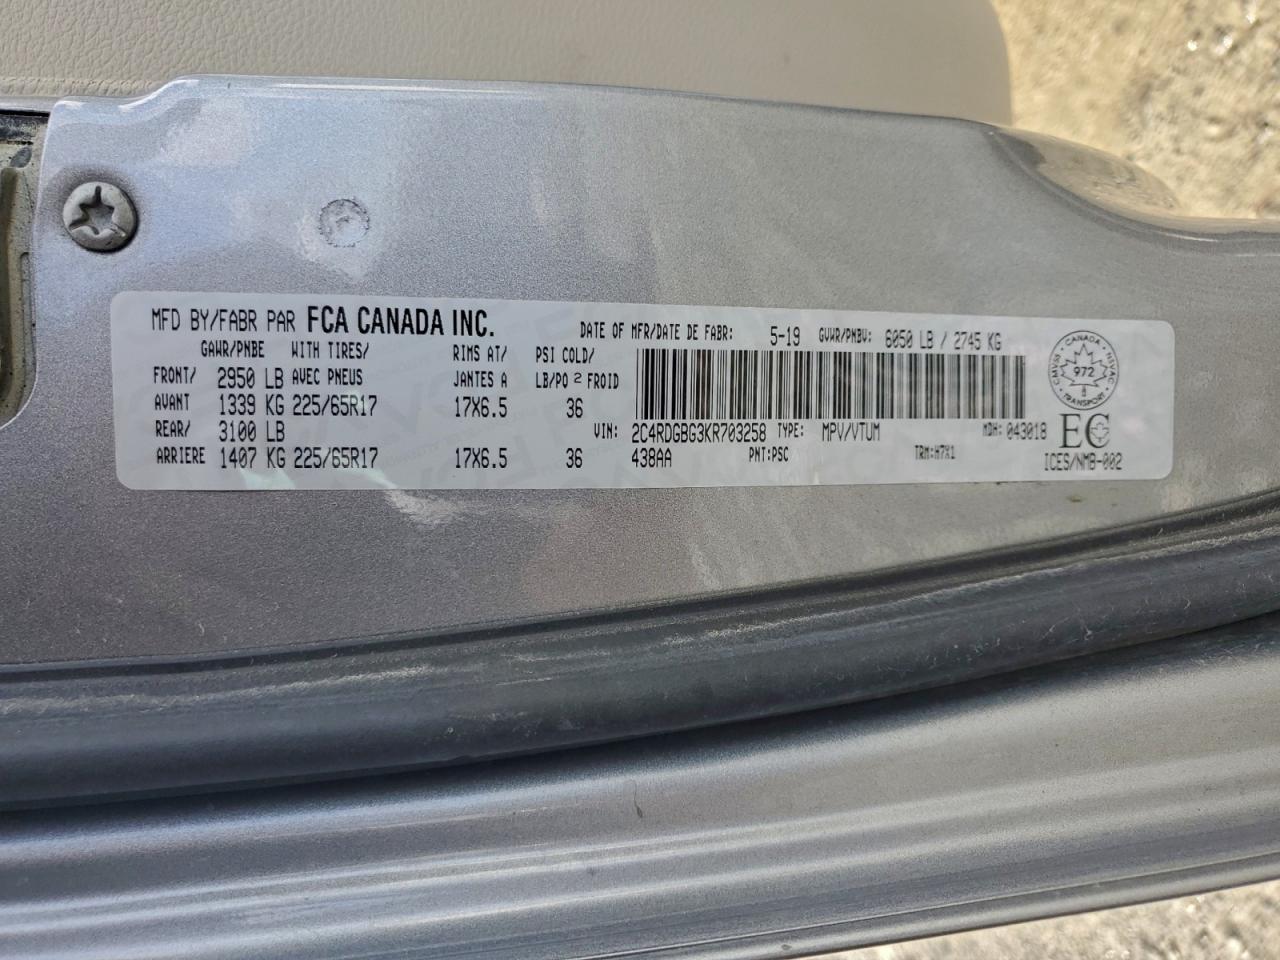 MFD BY/FABR PAR FCA CANADA INC. DATE OF MFR/DATE DE FABR: 5-19 GVWR/PNBV: 6050 LB / 2745 KG
GAWR/PNBE WITH TIRES/ RIMS AT/ PSI COLD/
FRONT/ 2950 LB AVEC PNEUS JANTES A LB/PO 2 FROID
AVANT 1339 KG 225/65R17 17X6.5 36
REAR/ 3100 LB VIN: 2C4RDGBG3KR703258 TYPE: MPV/VTUM MDH: 043018
ARRIERE 1407 KG 225/65R17 17X6.5 36 438AA PNT:PSC TRM:H7X1
CANADA
CMVSS NSVAC
972
8
TRANSPORT
EC
ICES/NMB-002